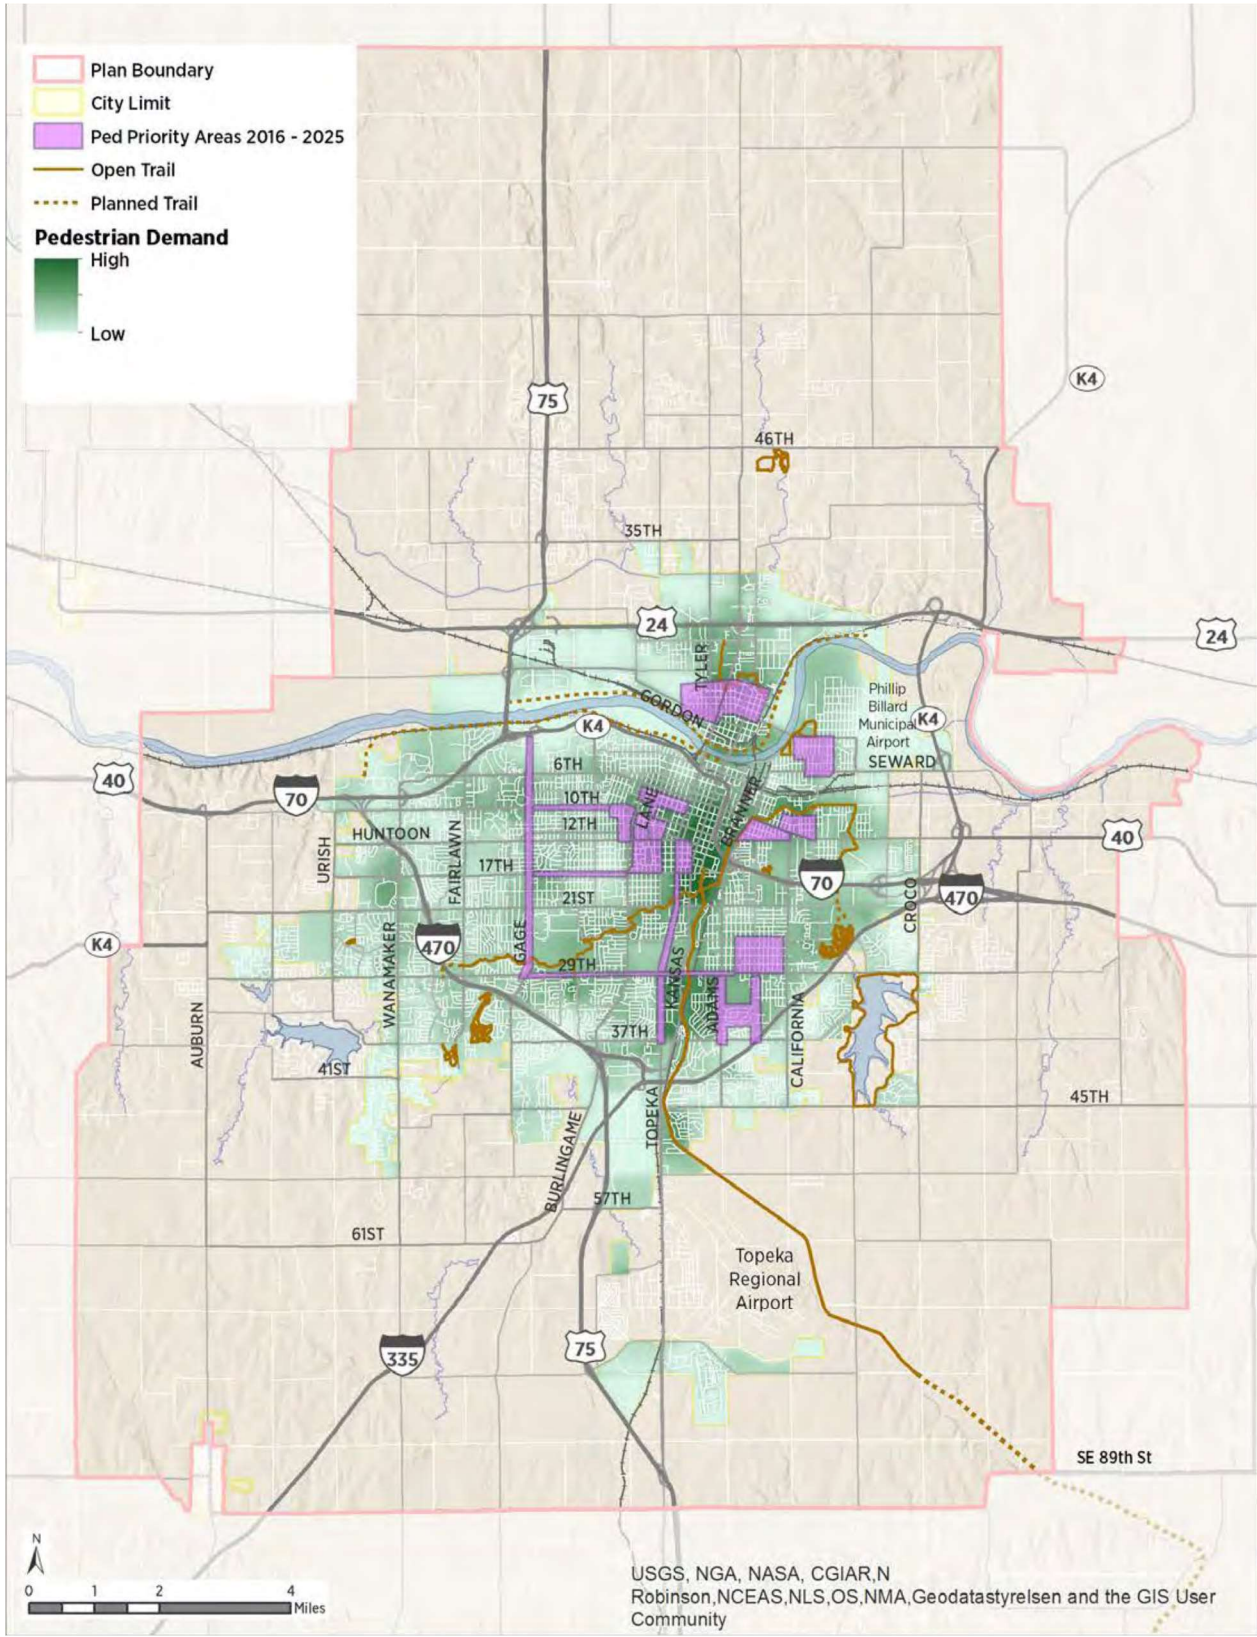 Plan Boundary
City Limit
Ped Priority Areas 2016 - 2025
Open Trail
Planned Trail
Pedestrian Demand
High
Low
75
K4
46TH
35TH
24
24
TYLER
GORDON
Phillip
Billard
Municipal
Airport
K4
K4
SEWARD
6TH
40
70
10TH
LANE
BRANNER
12TH
HUNTOON
40
URISH
FAIRLAWN
17TH
70
21ST
CROCO
470
K4
470
GAGE
WANAMAKER
29TH
KANSAS
ADAMS
AUBURN
37TH
CALIFORNIA
41ST
45TH
TOPEKA
BURLINGAME
57TH
61ST
Topeka
Regional
Airport
335
75
SE 89th St
N
0 1 2 4
Miles
USGS, NGA, NASA, CGIAR,N
Robinson,NCEAS,NLS,OS,NMA,Geodatastyrelsen and the GIS User
Community